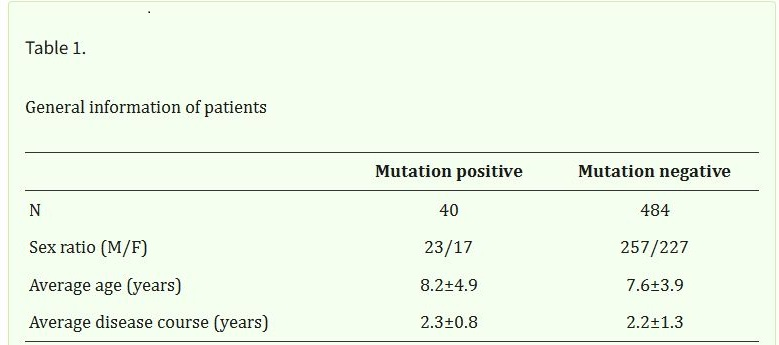 Table 1.
General information of patients
Mutation positive Mutation negative
N 40 484
Sex ratio (M/F) 23/17 257/227
Average age (years) 8.2±4.9 7.6±3.9
Average disease course (years) 2.3±0.8 2.2±1.3